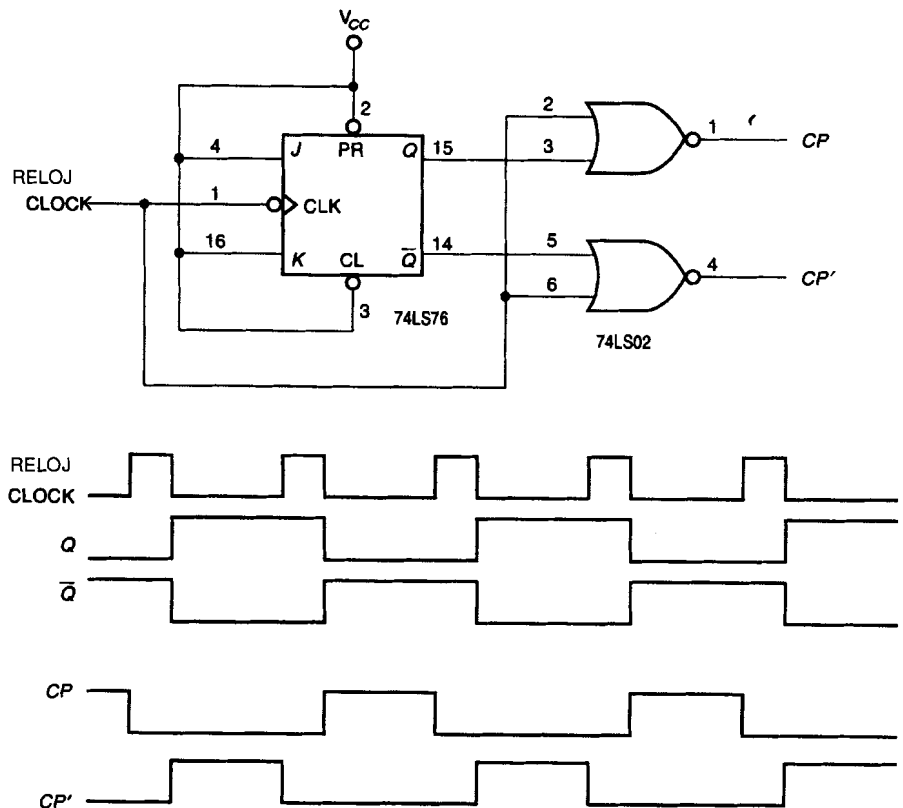 V_CC
2
4 J PR Q 15
RELOJ
CLOCK
1 CLK
16 K CL Q̅ 14
3
74LS76
2
3
1 CP
5
6
4 CP'
74LS02
RELOJ
CLOCK
Q
Q̅
CP
CP'